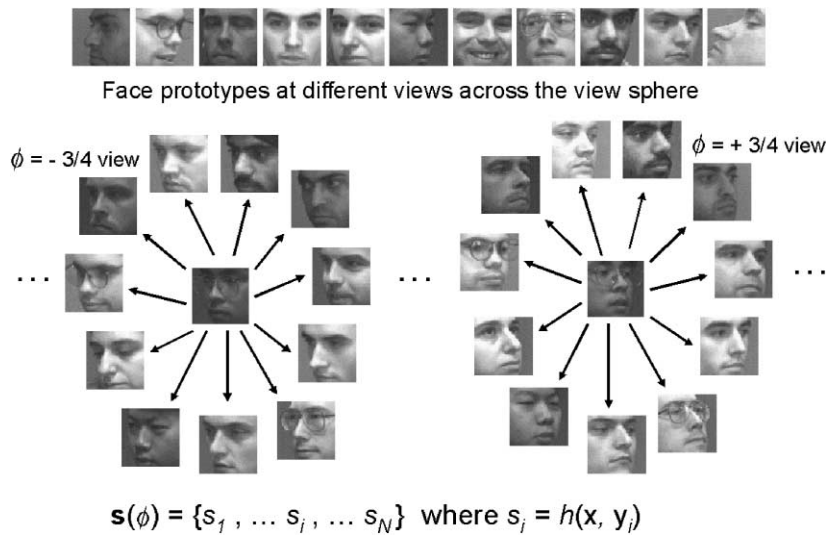 Face prototypes at different views across the view sphere
ϕ = - 3/4 view
ϕ = + 3/4 view
... ... ...
s(ϕ) = {s₁ , ... sᵢ , ... s_N} where sᵢ = h(x, yᵢ)